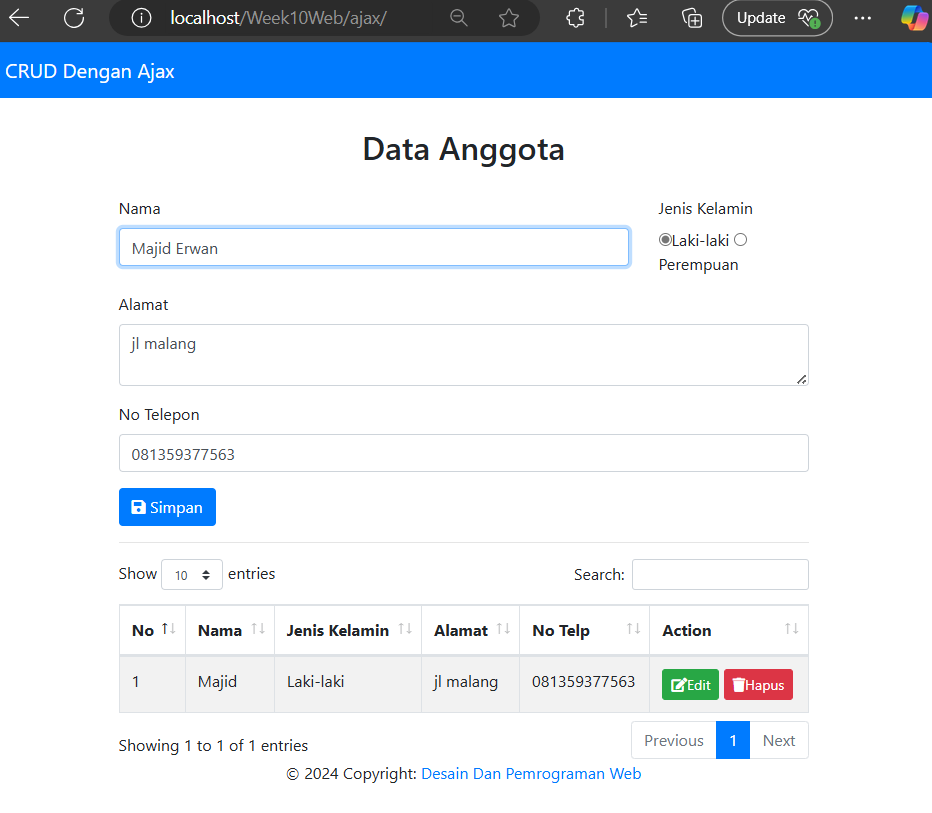 localhost/Week10Web/ajax/ Update
CRUD Dengan Ajax
Data Anggota
Nama Jenis Kelamin
Majid Erwan Laki-laki
Perempuan
Alamat
jl malang
No Telepon
081359377563
Simpan
Show 10 entries Search:
No Nama Jenis Kelamin Alamat No Telp Action
1 Majid Laki-laki jl malang 081359377563 Edit Hapus
Showing 1 to 1 of 1 entries Previous 1 Next
© 2024 Copyright: Desain Dan Pemrograman Web